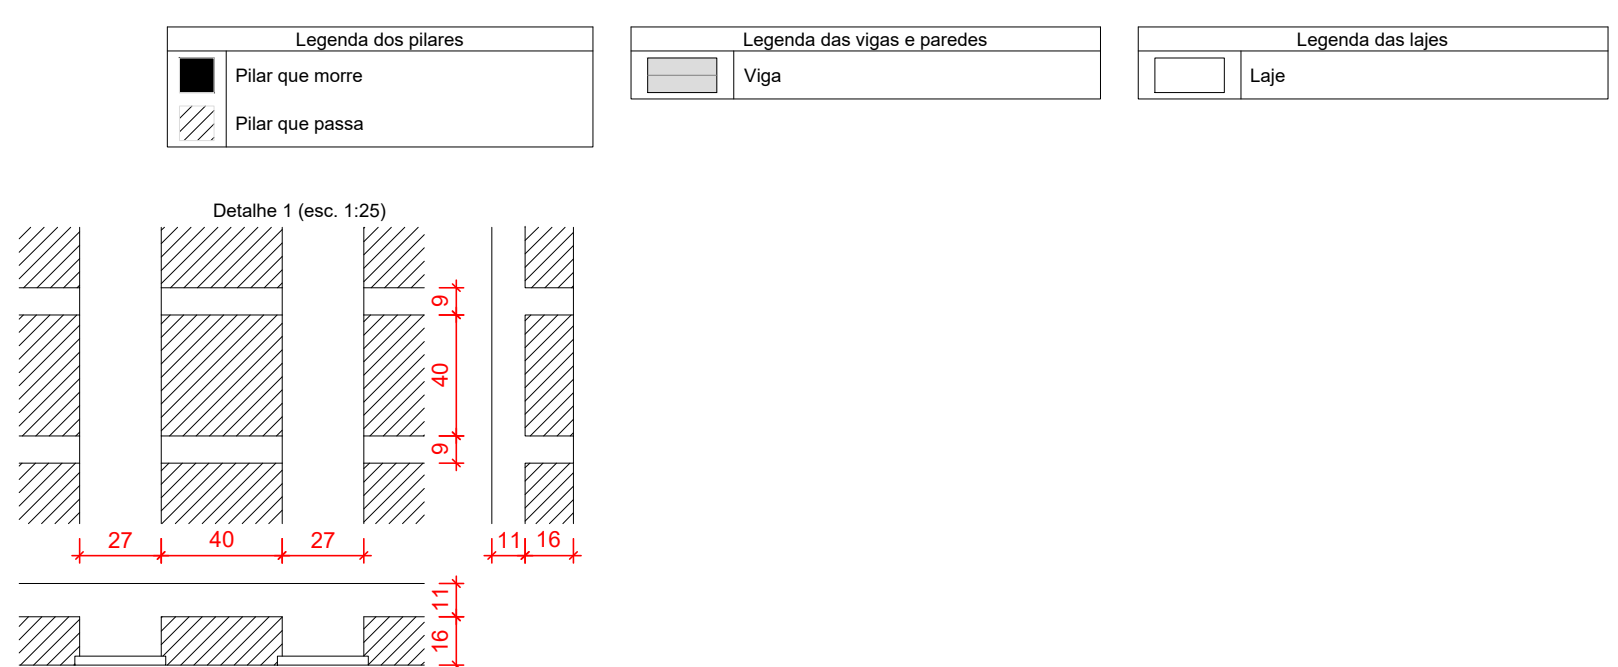 Legenda dos pilares
Pilar que morre
Pilar que passa
Legenda das vigas e paredes
Viga
Legenda das lajes
Laje
Detalhe 1 (esc. 1:25)
9
40
9
27 40 27
11 16
11
16